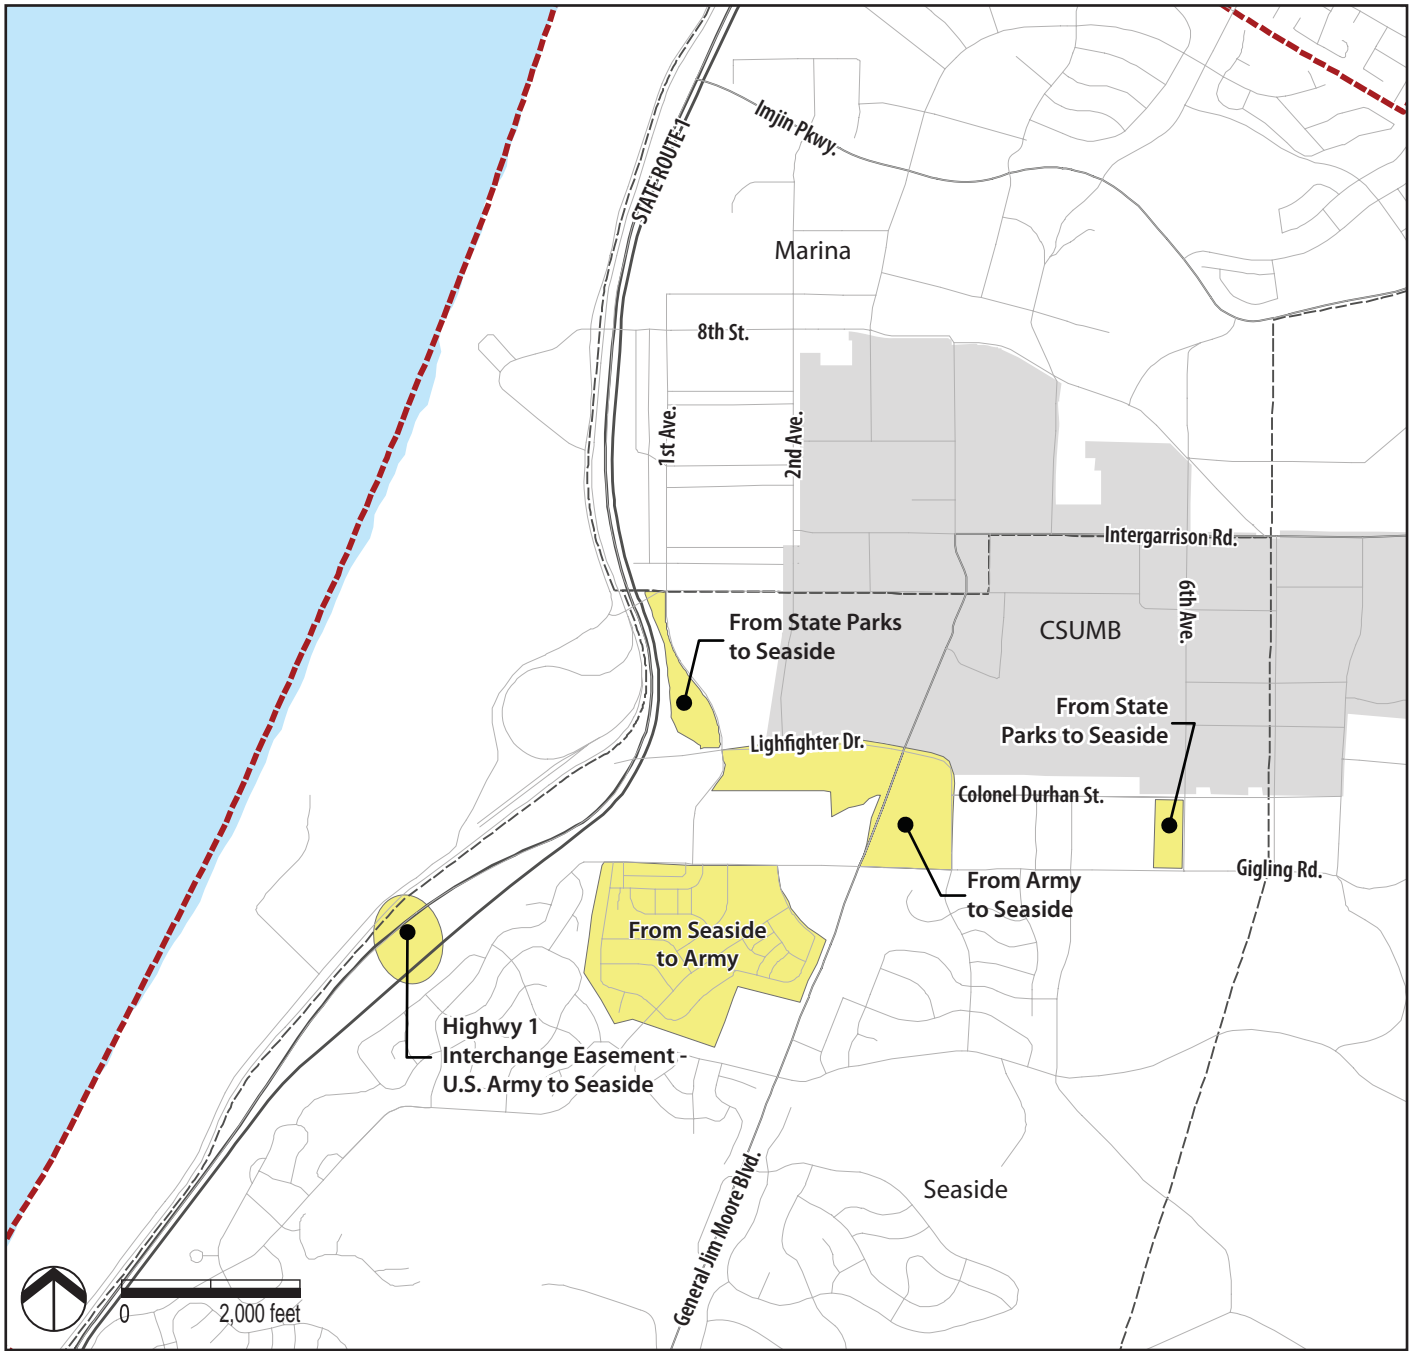 Imjin Pkwy.
STATE ROUTE 1
Marina
8th St.
1st Ave.
2nd Ave.
Intergarrison Rd.
6th Ave.
CSUMB
From State Parks
to Seaside
From State
Parks to Seaside
Lighfighter Dr.
Colonel Durhan St.
Gigling Rd.
From Army
to Seaside
From Seaside
to Army
Highwy 1
Interchange Easement -
U.S. Army to Seaside
Seaside
General Jim Moore Blvd.
0
2,000 feet